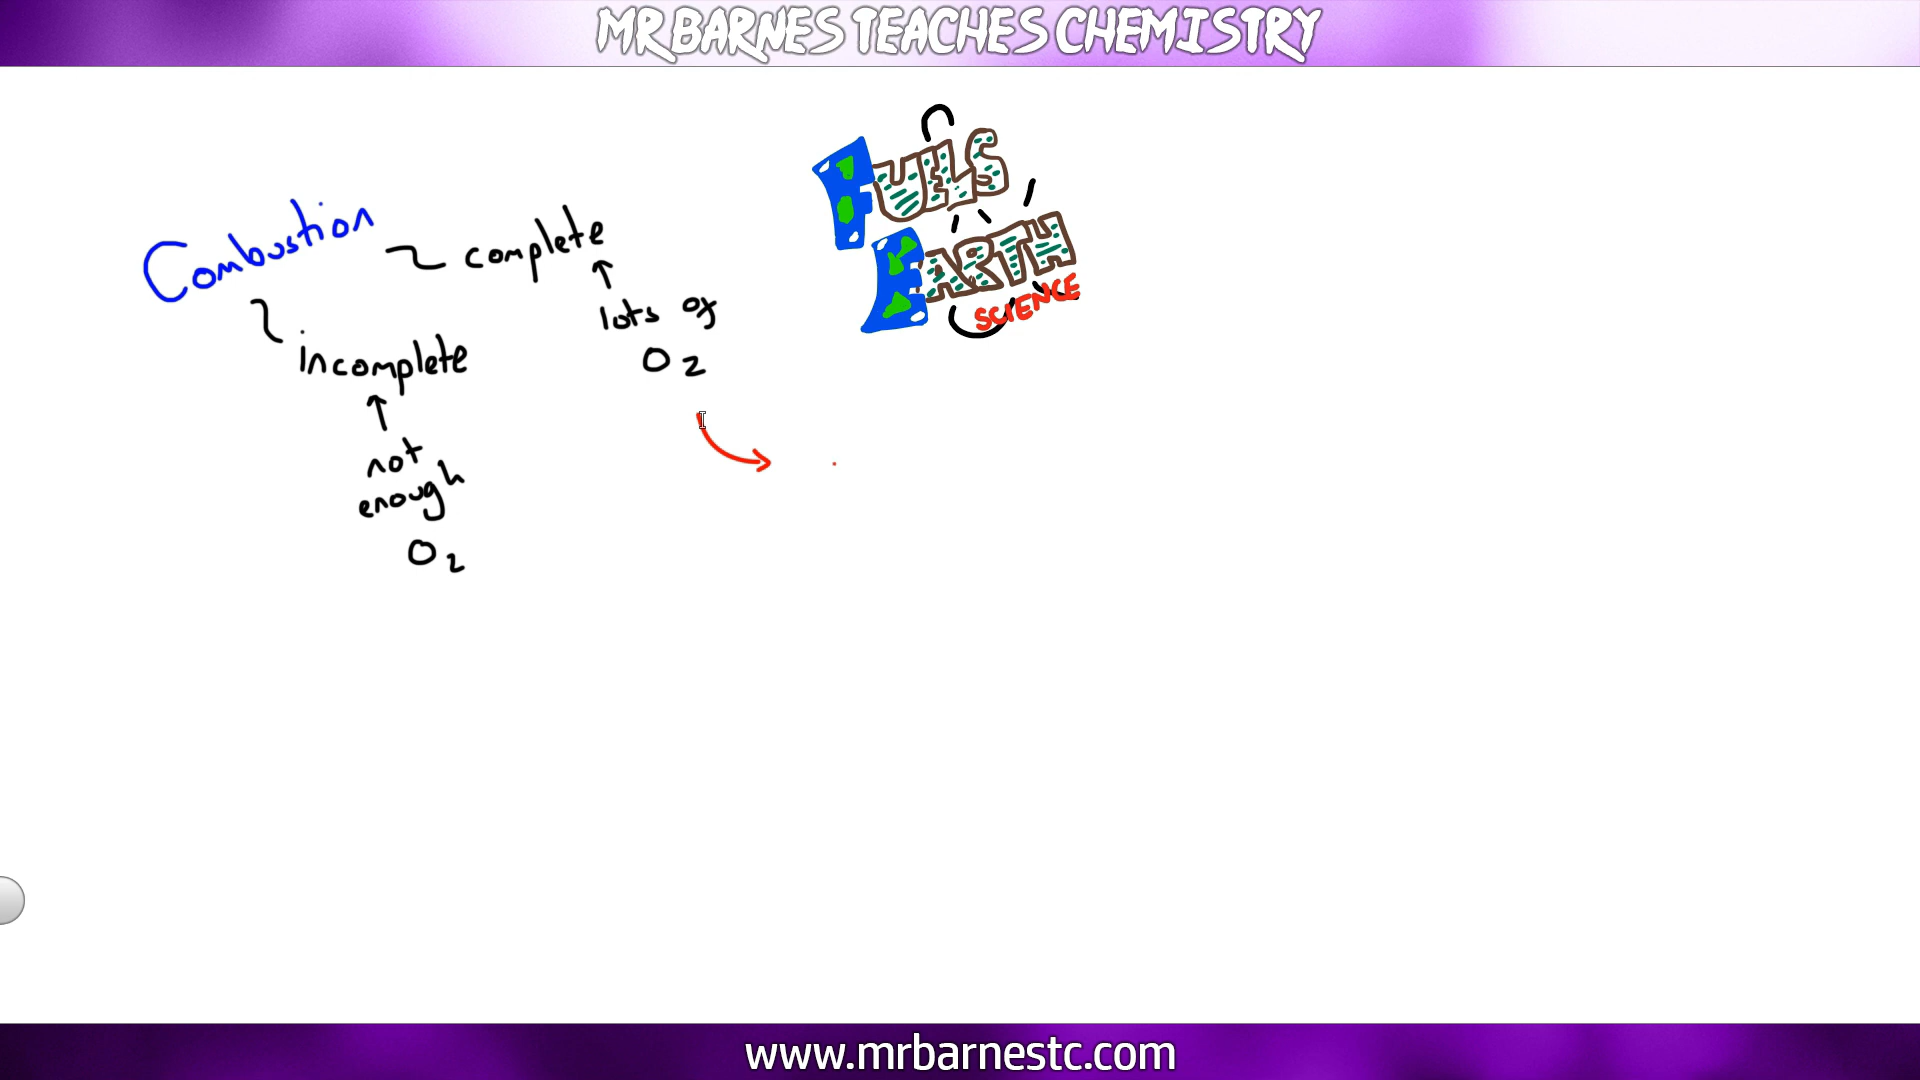 MR BARNES TEACHES CHEMISTRY
FUELS
EARTH
SCIENCE
Combustion
complete
lots of
O2
incomplete
not
enough
O2
www.mrbarnestc.com